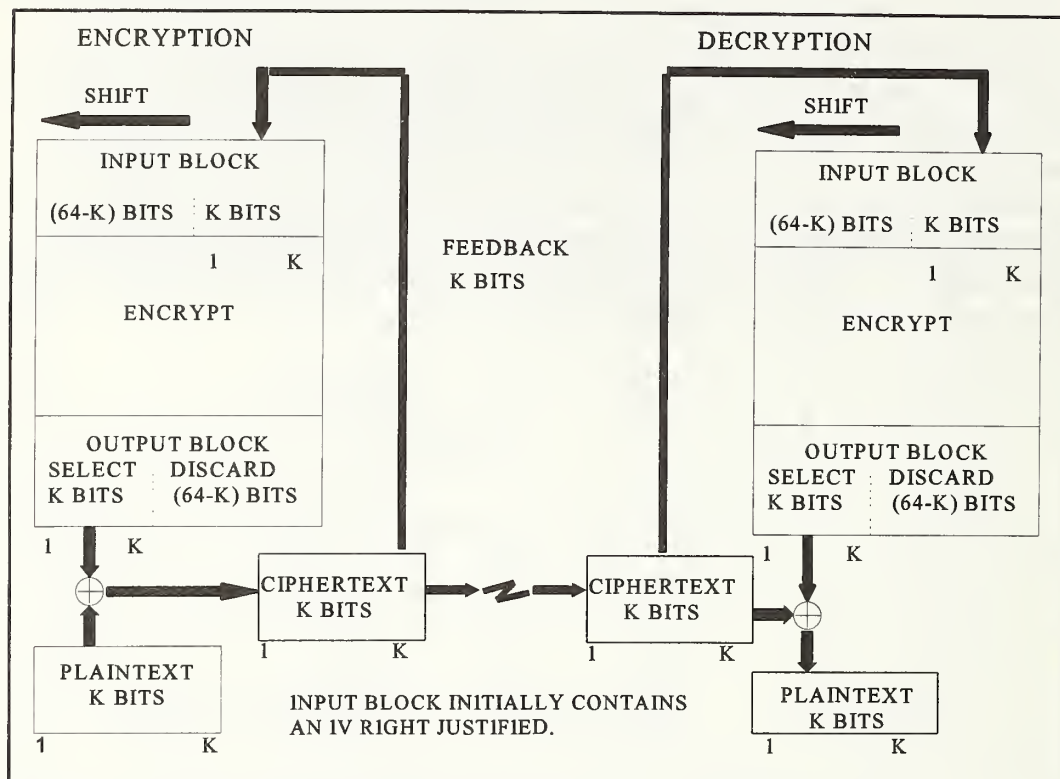 ENCRYPTION
SHIFT
INPUT BLOCK
(64-K) BITS K BITS
1 K
ENCRYPT
OUTPUT BLOCK
SELECT DISCARD
K BITS (64-K) BITS
1 K
CIPHERTEXT
K BITS
1 K
PLAINTEXT
K BITS
1 K
FEEDBACK
K BITS
INPUT BLOCK INITIALLY CONTAINS
AN IV RIGHT JUSTIFIED.
DECRYPTION
SHIFT
INPUT BLOCK
(64-K) BITS K BITS
1 K
ENCRYPT
OUTPUT BLOCK
SELECT DISCARD
K BITS (64-K) BITS
1 K
CIPHERTEXT
K BITS
1 K
PLAINTEXT
K BITS
1 K